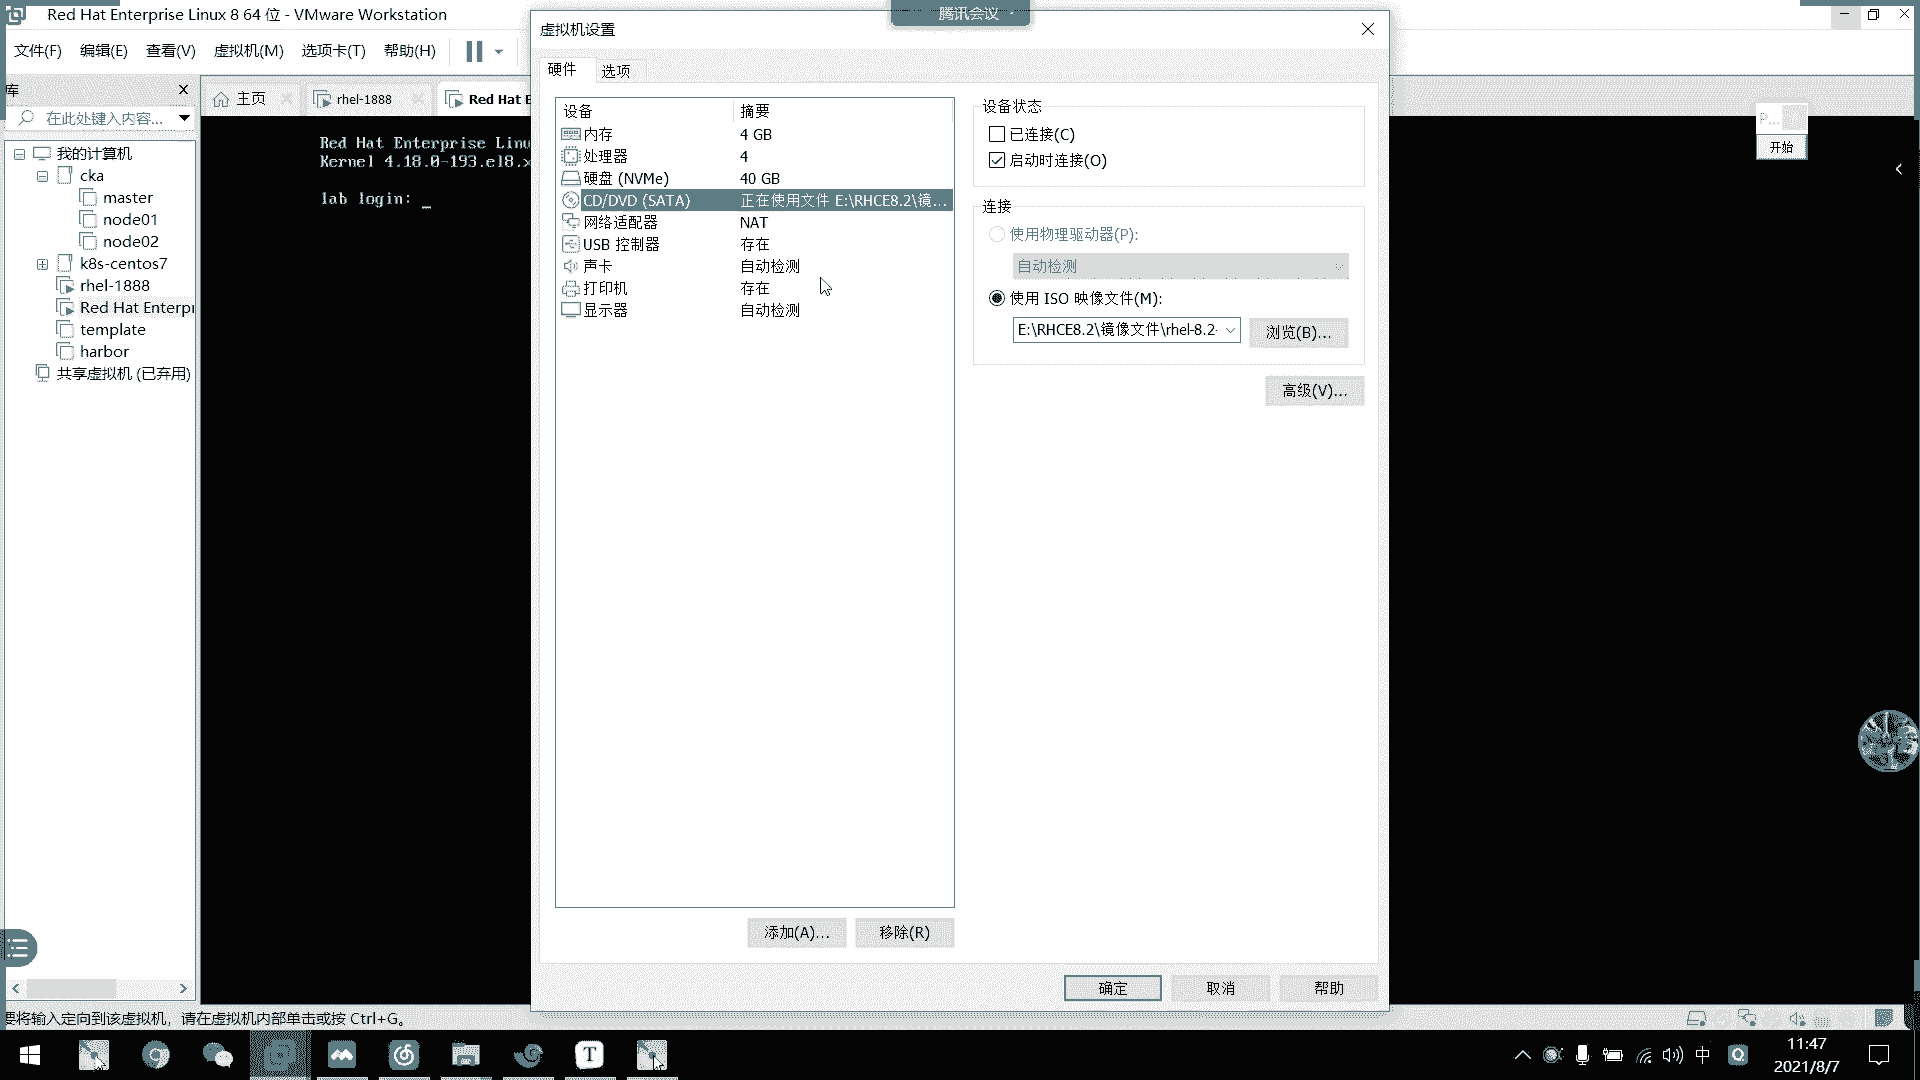 Red Hat Enterprise Linux 8 64 位 - VMware Workstation
腾讯会议
文件(F) 编辑(E) 查看(V) 虚拟机(M) 选项卡(T) 帮助(H)
库
在此处键入内容...
我的计算机
cka
master
node01
node02
k8s-centos7
rhel-1888
Red Hat Enterpr
template
harbor
共享虚拟机 (已弃用)
主页
rhel-1888
Red Hat E
Red Hat Enterprise Linu
Kernel 4.18.0-193.el8.x
lab login: _
虚拟机设置
硬件 选项
设备 摘要
内存 4 GB
处理器 4
硬盘 (NVMe) 40 GB
CD/DVD (SATA) 正在使用文件 E:\RHCE8.2\镜...
网络适配器 NAT
USB 控制器 存在
声卡 自动检测
打印机 存在
显示器 自动检测
添加(A)... 移除(R)
设备状态
已连接(C)
启动时连接(O)
连接
使用物理驱动器(P):
自动检测
使用 ISO 映像文件(M):
E:\RHCE8.2\镜像文件\rhel-8.2-
浏览(B)...
高级(V)...
确定 取消 帮助
P...
开始
要将输入定向到该虚拟机，请在虚拟机内部单击或按 Ctrl+G。
T
中
11:47
2021/8/7